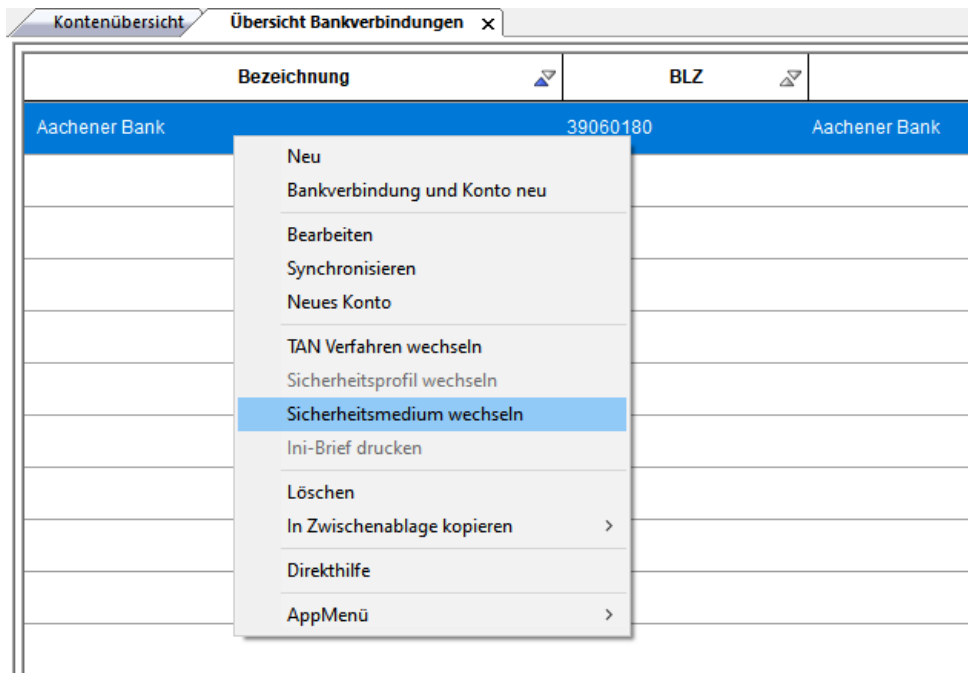 Kontenübersicht Übersicht Bankverbindungen x
Bezeichnung BLZ
Aachener Bank 39060180 Aachener Bank
Neu
Bankverbindung und Konto neu
Bearbeiten
Synchronisieren
Neues Konto
TAN Verfahren wechseln
Sicherheitsprofil wechseln
Sicherheitsmedium wechseln
Ini-Brief drucken
Löschen
In Zwischenablage kopieren
Direkthilfe
AppMenü